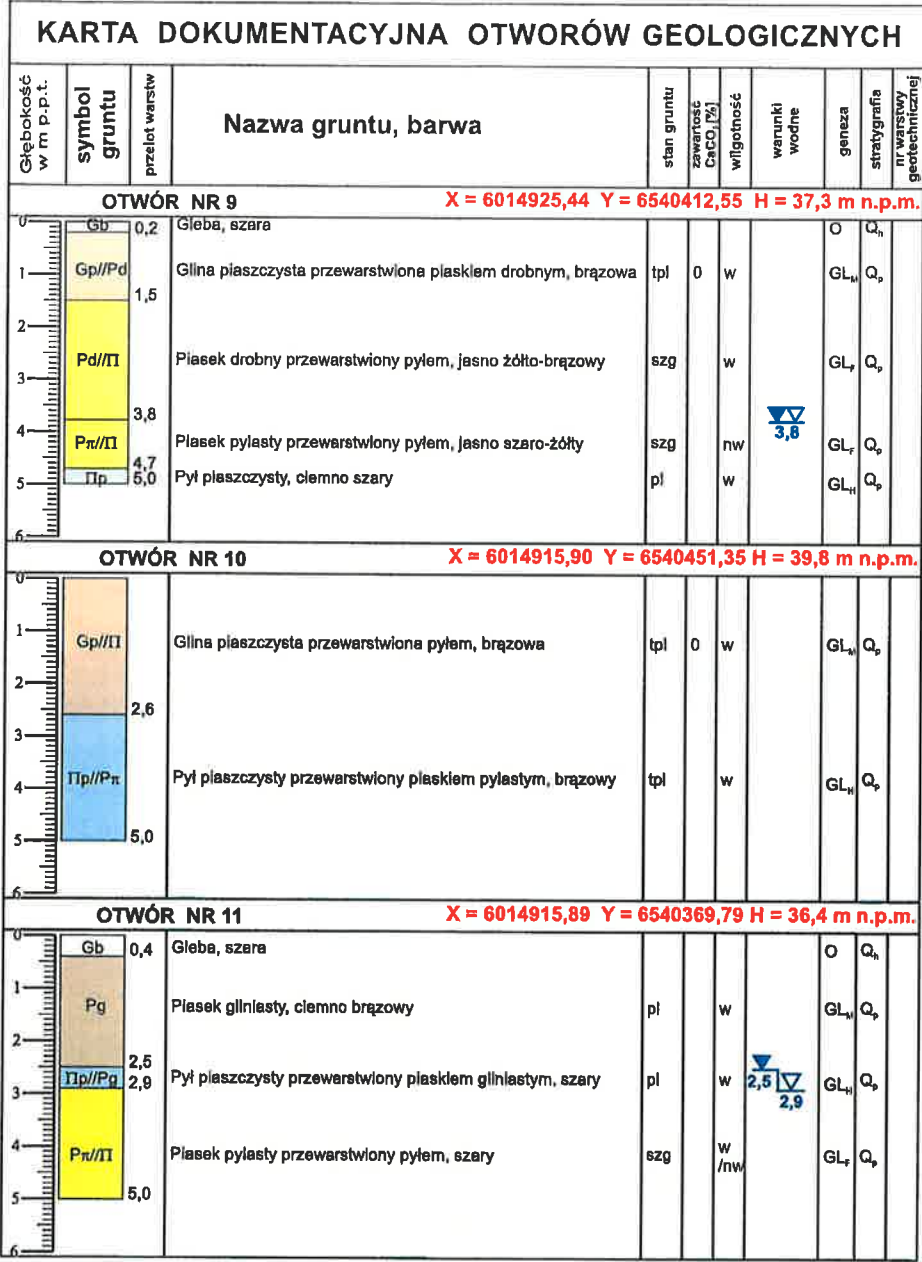 KARTA DOKUMENTACYJNA OTWORÓW GEOLOGICZNYCH
Głębokość w m p.p.t.
symbol gruntu
przelot warstw
Nazwa gruntu, barwa
stan gruntu
zawartość CaCO₃ [%]
wilgotność
warunki wodne
geneza
stratygrafia
nr warstwy geotechnicznej
OTWÓR NR 9 X = 6014925,44 Y = 6540412,55 H = 37,3 m n.p.m.
0
Gb 0,2 Gleba, szara O Qh
1 Gp//Pd Glina piaszczysta przewarstwiona piaskiem drobnym, brązowa tpl 0 w GLM Qp
1,5
2
Pd//Π Piasek drobny przewarstwiony pyłem, jasno żółto-brązowy szg w GLF Qp
3
3,8
3,8
4 Pπ//Π Piasek pylasty przewarstwiony pyłem, jasno szaro-żółty szg nw GLF Qp
4,7
5 Πp 5,0 Pył piaszczysty, ciemno szary pl w GLH Qp
6
OTWÓR NR 10 X = 6014915,90 Y = 6540451,35 H = 39,8 m n.p.m.
0
1 Gp//Π Glina piaszczysta przewarstwiona pyłem, brązowa tpl 0 w GLM Qp
2
2,6
3
4 Πp//Pπ Pył piaszczysty przewarstwiony piaskiem pylastym, brązowy tpl w GLH Qp
5 5,0
6
OTWÓR NR 11 X = 6014915,89 Y = 6540369,79 H = 36,4 m n.p.m.
0
Gb 0,4 Gleba, szara O Qh
1 Pg Piasek gliniasty, ciemno brązowy pl w GLM Qp
2
2,5
3 Πp//Pg 2,9 Pył piaszczysty przewarstwiony piaskiem gliniastym, szary pl w 2,5 GLH Qp
2,9
4 Pπ//Π Piasek pylasty przewarstwiony pyłem, szary szg w /nw GLF Qp
5 5,0
6